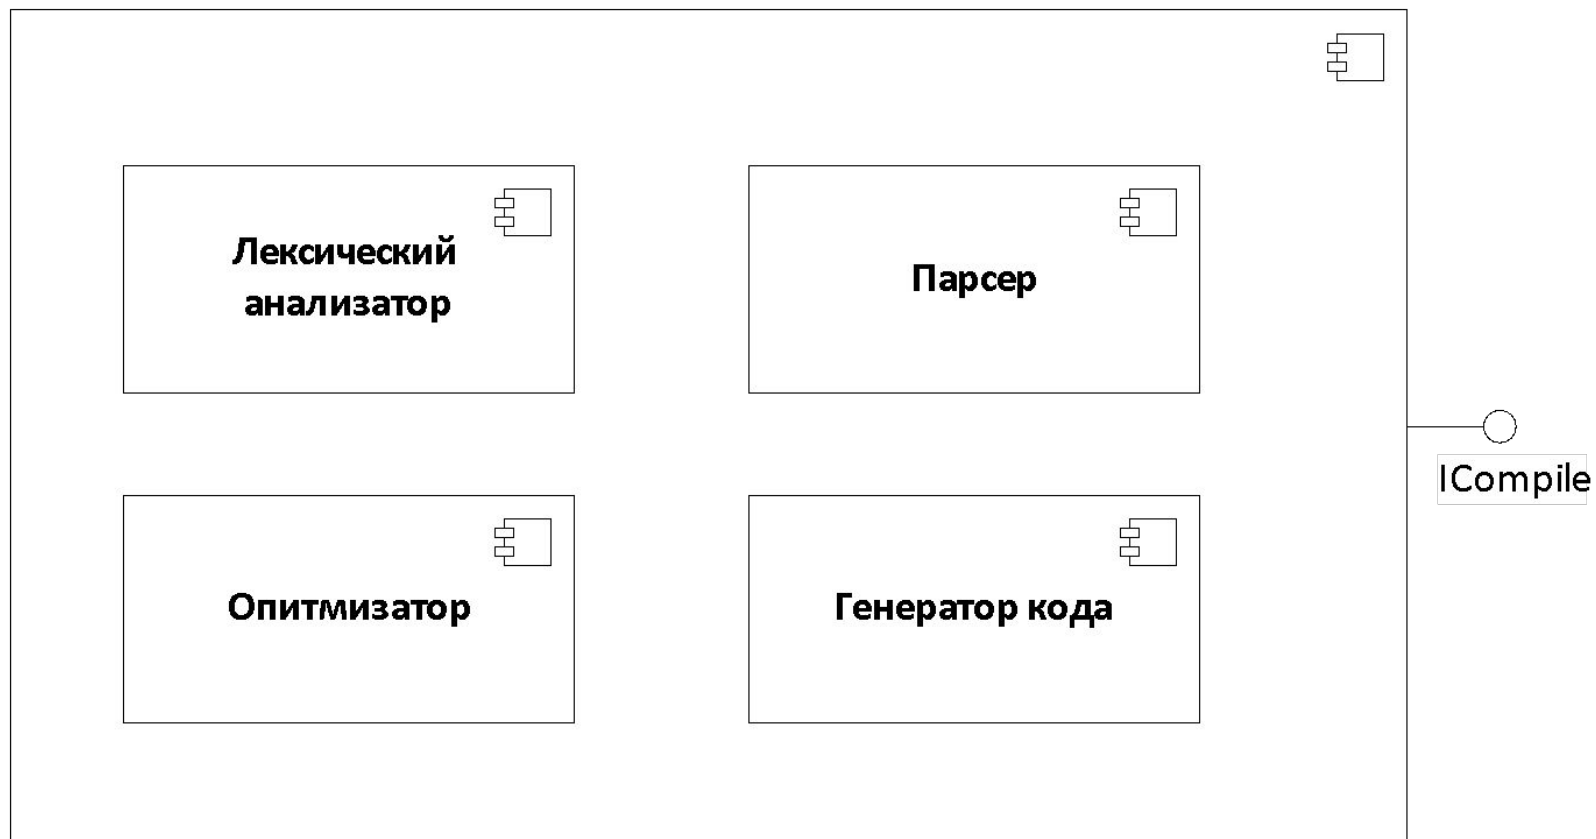 Лексический
анализатор
Парсер
ICompile
Опитмизатор
Генератор кода